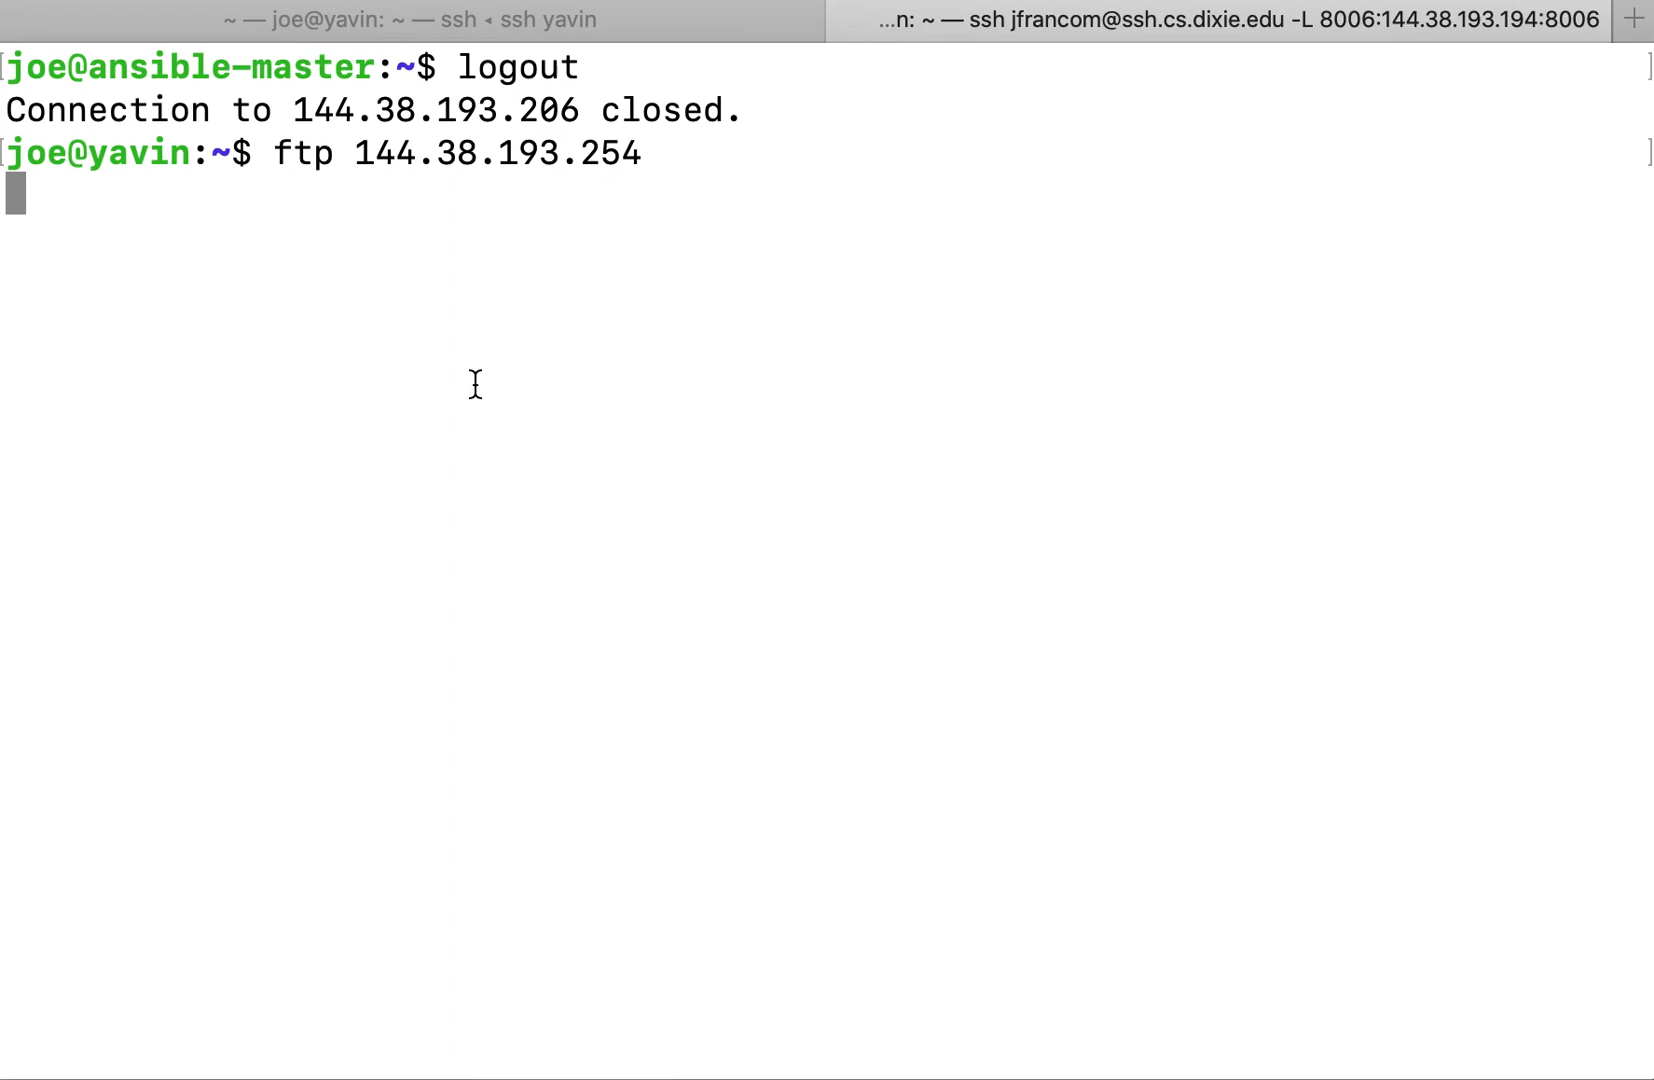 ~ — joe@yavin: ~ — ssh ◂ ssh yavin
...n: ~ — ssh jfrancom@ssh.cs.dixie.edu -L 8006:144.38.193.194:8006 +
joe@ansible-master:~$ logout
Connection to 144.38.193.206 closed.
joe@yavin:~$ ftp 144.38.193.254